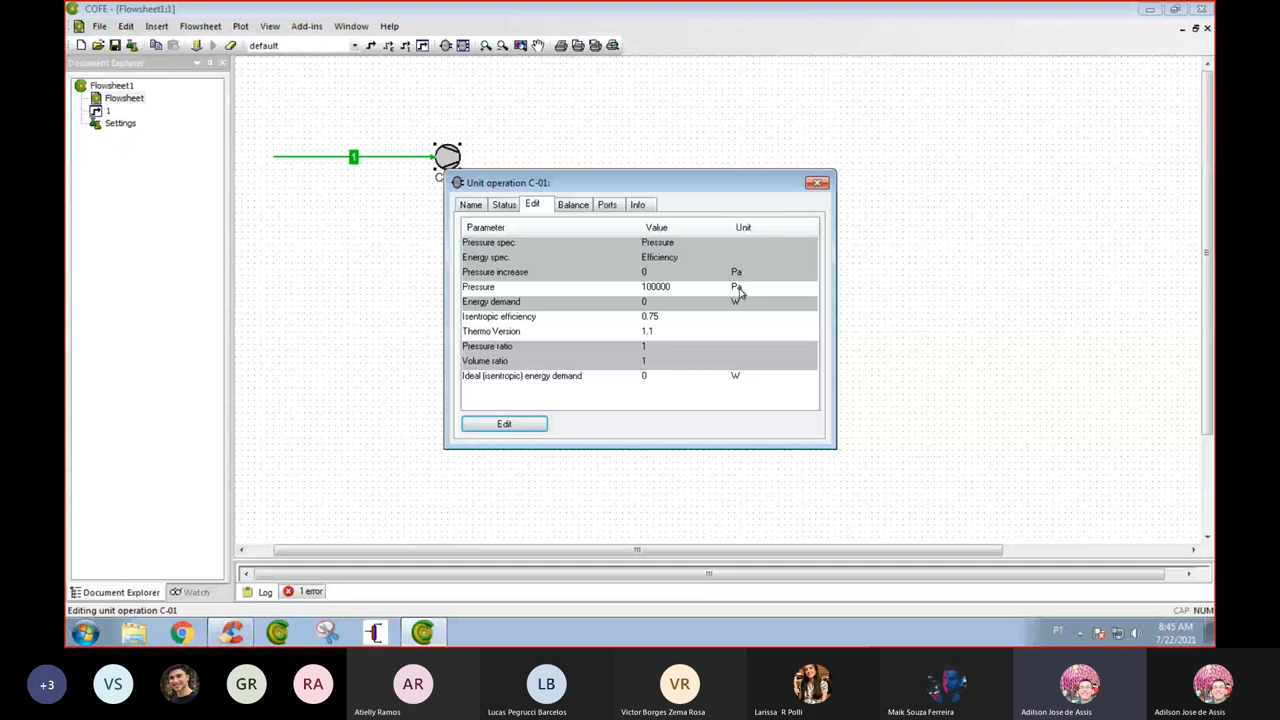 COFE - [Flowsheet1:1]
File Edit Insert Flowsheet Plot View Add-ins Window Help
default
Document Explorer
Flowsheet1
Flowsheet
1
Settings
1
C
Unit operation C-01:
Name Status Edit Balance Ports Info
Parameter Value Unit
Pressure spec. Pressure
Energy spec. Efficiency
Pressure increase 0 Pa
Pressure 100000 Pa
Energy demand 0 W
Isentropic efficiency 0.75
Thermo Version 1.1
Pressure ratio 1
Volume ratio 1
Ideal (isentropic) energy demand 0 W
Edit
Document Explorer Watch
Log 1 error
Editing unit operation C-01
CAP NUM
PT
8:45 AM
7/22/2021
+3 VS GR RA AR LB VR
Atielly Ramos Lucas Pegrucci Barcelos Victor Borges Zema Rosa Larissa R Polli Maik Souza Ferreira Adilson Jose de Assis Adilson Jose de Assis